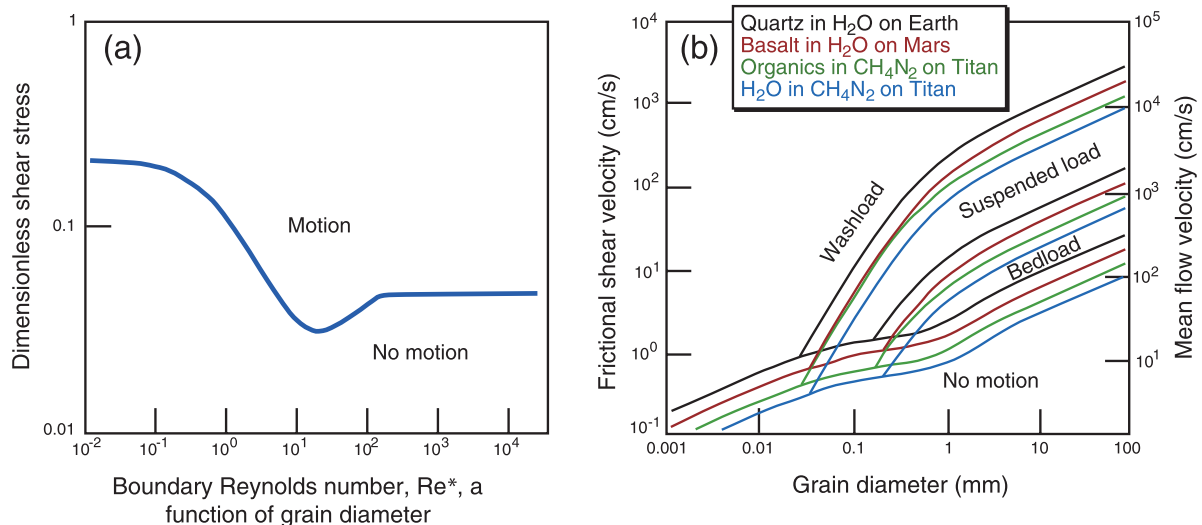 (a)
Dimensionless shear stress
1
0.1
0.01
Motion
No motion
10-2
10-1
100
101
102
103
104
Boundary Reynolds number, Re*, a
function of grain diameter
(b)
Quartz in H2O on Earth
Basalt in H2O on Mars
Organics in CH4N2 on Titan
H2O in CH4N2 on Titan
Frictional shear velocity (cm/s)
104
103
102
101
100
10-1
Washload
Suspended load
Bedload
No motion
105
104
103
102
101
Mean flow velocity (cm/s)
0.001
0.01
0.1
1
10
100
Grain diameter (mm)